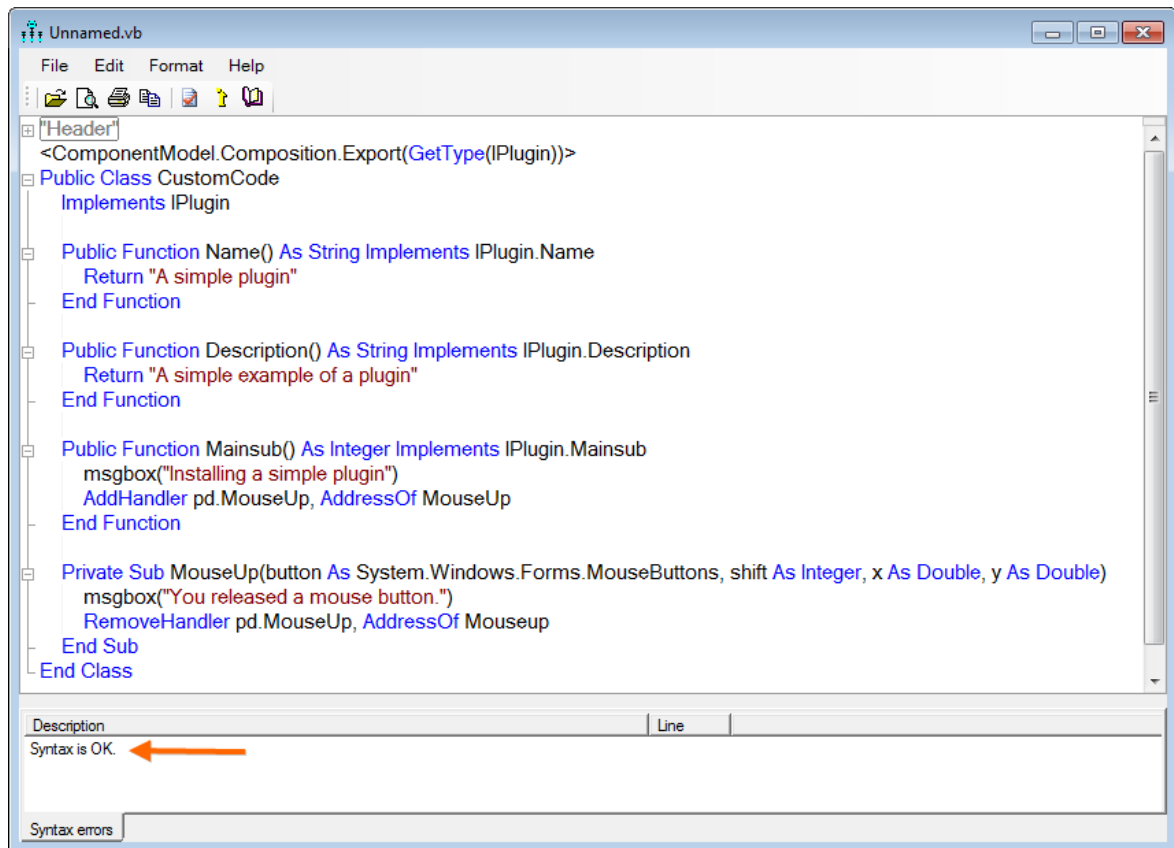 Unnamed.vb
File Edit Format Help
"Header"
<ComponentModel.Composition.Export(GetType(IPlugin))>
Public Class CustomCode
Implements IPlugin
Public Function Name() As String Implements IPlugin.Name
Return "A simple plugin"
End Function
Public Function Description() As String Implements IPlugin.Description
Return "A simple example of a plugin"
End Function
Public Function Mainsub() As Integer Implements IPlugin.Mainsub
msgbox("Installing a simple plugin")
AddHandler pd.MouseUp, AddressOf MouseUp
End Function
Private Sub MouseUp(button As System.Windows.Forms.MouseButtons, shift As Integer, x As Double, y As Double)
msgbox("You released a mouse button.")
RemoveHandler pd.MouseUp, AddressOf Mouseup
End Sub
End Class
Description Line
Syntax is OK.
Syntax errors